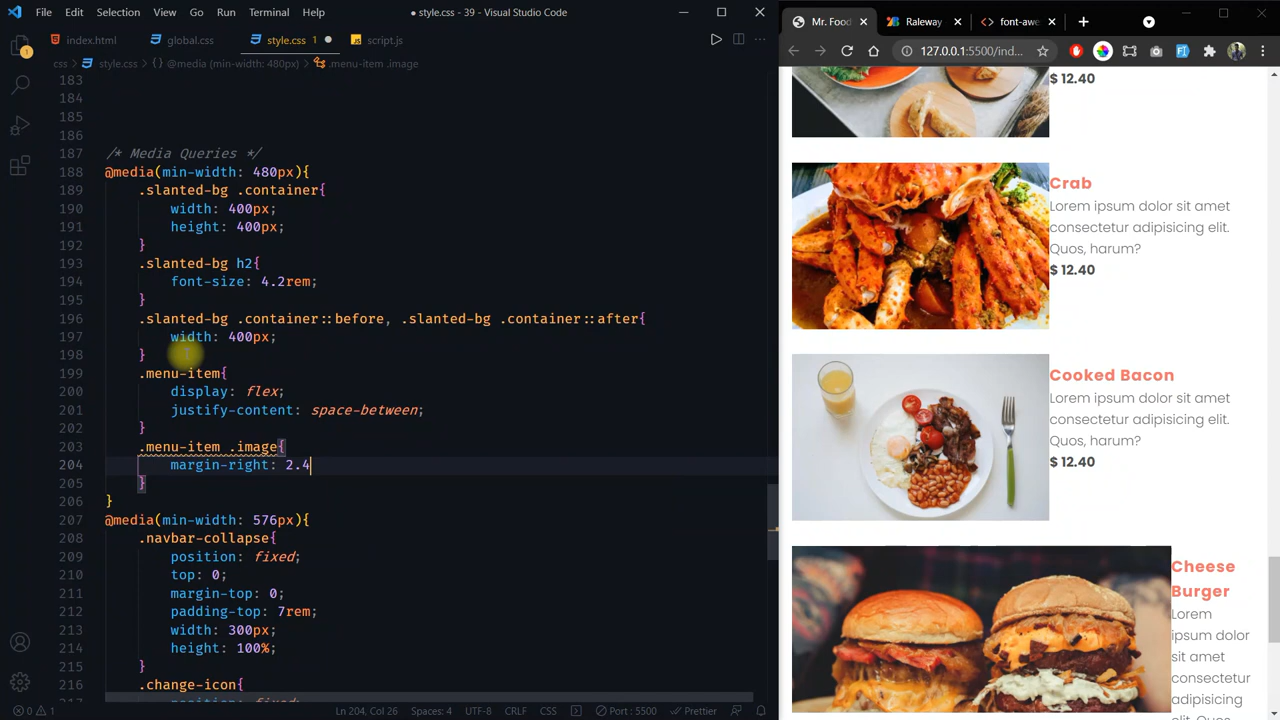 File Edit Selection View Go Run Terminal Help
● style.css - 39 - Visual Studio Code
Mr. Food
Raleway
font-awe
index.html
global.css
style.css 1 ●
script.js
127.0.0.1:5500/ind...
css > style.css > {} @media (min-width: 480px) > .menu-item .image
183
184
185
186
187 /* Media Queries */
188 @media(min-width: 480px){
189 .slanted-bg .container{
190 width: 400px;
191 height: 400px;
192 }
193 .slanted-bg h2{
194 font-size: 4.2rem;
195 }
196 .slanted-bg .container::before, .slanted-bg .container::after{
197 width: 400px;
198 }
199 .menu-item{
200 display: flex;
201 justify-content: space-between;
202 }
203 .menu-item .image{
204 margin-right: 2.4
205 }
206 }
207 @media(min-width: 576px){
208 .navbar-collapse{
209 position: fixed;
210 top: 0;
211 margin-top: 0;
212 padding-top: 7rem;
213 width: 300px;
214 height: 100%;
215 }
216 .change-icon{
217 position: fixed;
0 1
Ln 204, Col 26
Spaces: 4
UTF-8
CRLF
CSS
Port : 5500
Prettier
$ 12.40
Crab
Lorem ipsum dolor sit amet
consectetur adipisicing elit.
Quos, harum?
$ 12.40
Cooked Bacon
Lorem ipsum dolor sit amet
consectetur adipisicing elit.
Quos, harum?
$ 12.40
Cheese
Burger
Lorem
ipsum dolor
sit amet
consectetur
adipisicing
elit. Quos